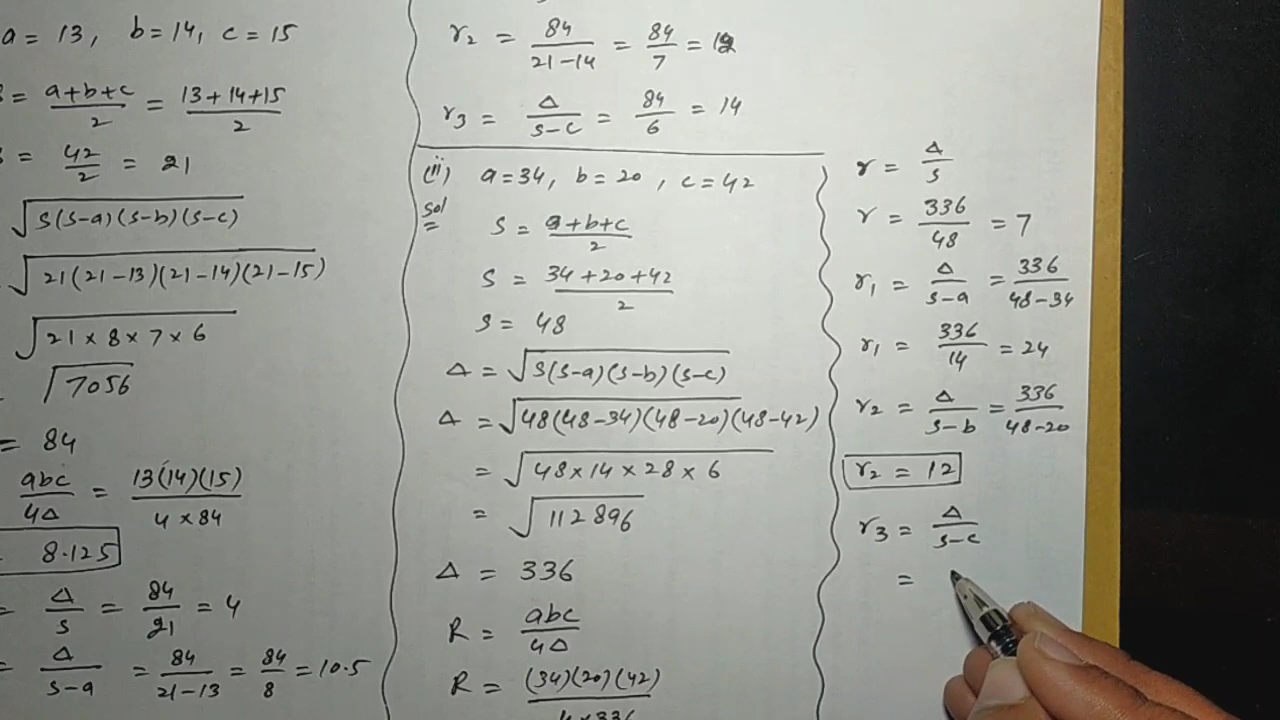 a = 13, b = 14, c = 15
= a+b+c/2 = 13+14+15/2
= 42/2 = 21
√s(s-a)(s-b)(s-c)
√21(21-13)(21-14)(21-15)
√21×8×7×6
√7056
= 84
abc/4Δ = 13(14)(15)/4×84
8.125
= Δ/s = 84/21 = 4
= Δ/s-a = 84/21-13 = 84/8 = 10.5
r2 = 84/21-14 = 84/7 = 12
r3 = Δ/s-c = 84/6 = 14
(ii) a=34, b=20, c=42
Sol
S = a+b+c/2
S = 34+20+42/2
S = 48
Δ = √s(s-a)(s-b)(s-c)
Δ = √48(48-34)(48-20)(48-42)
= √48×14×28×6
= √112896
Δ = 336
R = abc/4Δ
R = (34)(20)(42)/4×336
r = Δ/s
r = 336/48 = 7
r1 = Δ/s-a = 336/48-34
r1 = 336/14 = 24
r2 = Δ/s-b = 336/48-20
r2 = 12
r3 = Δ/s-c
=